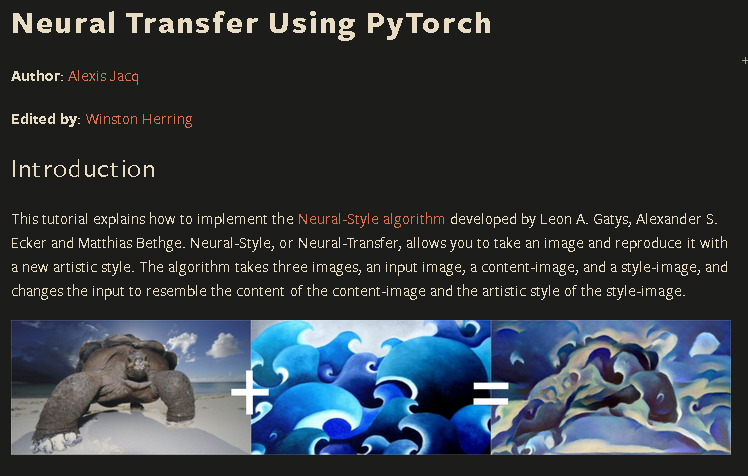 Neural Transfer Using PyTorch
Author: Alexis Jacq
Edited by: Winston Herring
Introduction
This tutorial explains how to implement the Neural-Style algorithm developed by Leon A. Gatys, Alexander S.
Ecker and Matthias Bethge. Neural-Style, or Neural-Transfer, allows you to take an image and reproduce it with
a new artistic style. The algorithm takes three images, an input image, a content-image, and a style-image, and
changes the input to resemble the content of the content-image and the artistic style of the style-image.
+ =